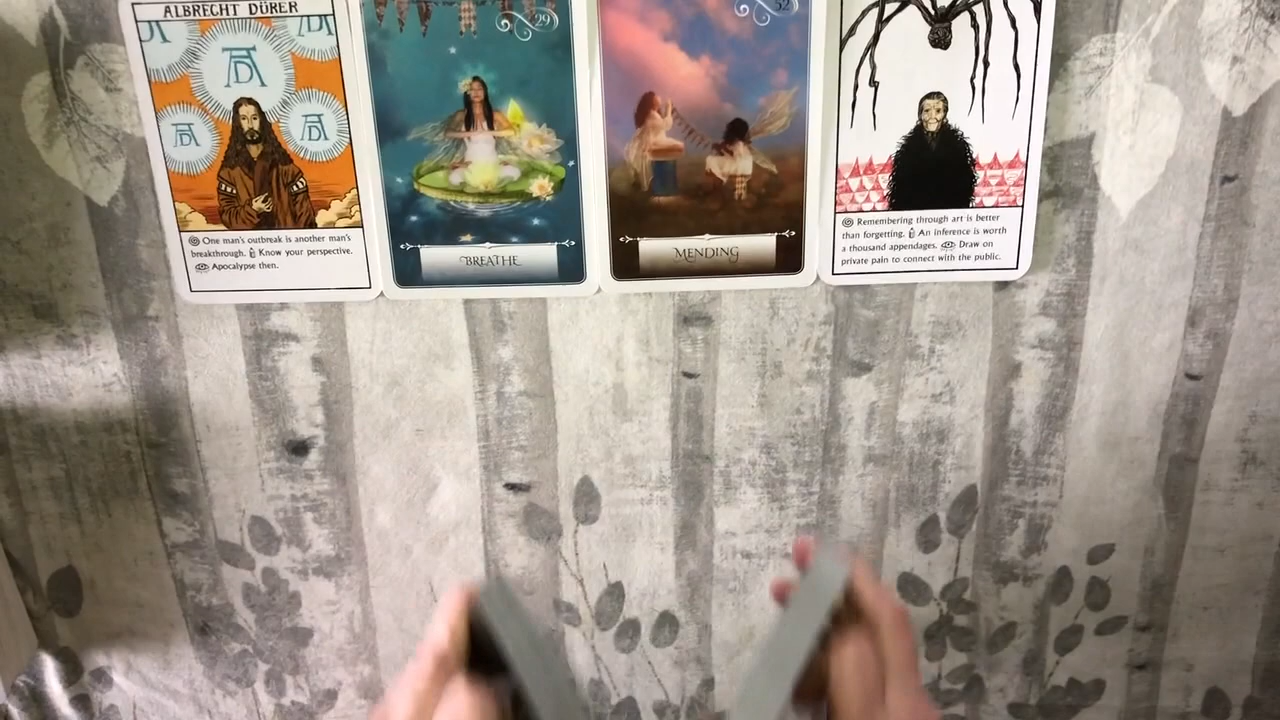 ALBRECHT DÜRER
One man's outbreak is another man's
breakthrough. Know your perspective.
Apocalypse then.
29
BREATHE
52
MENDING
Remembering through art is better
than forgetting. An inference is worth
a thousand appendages. Draw on
private pain to connect with the public.